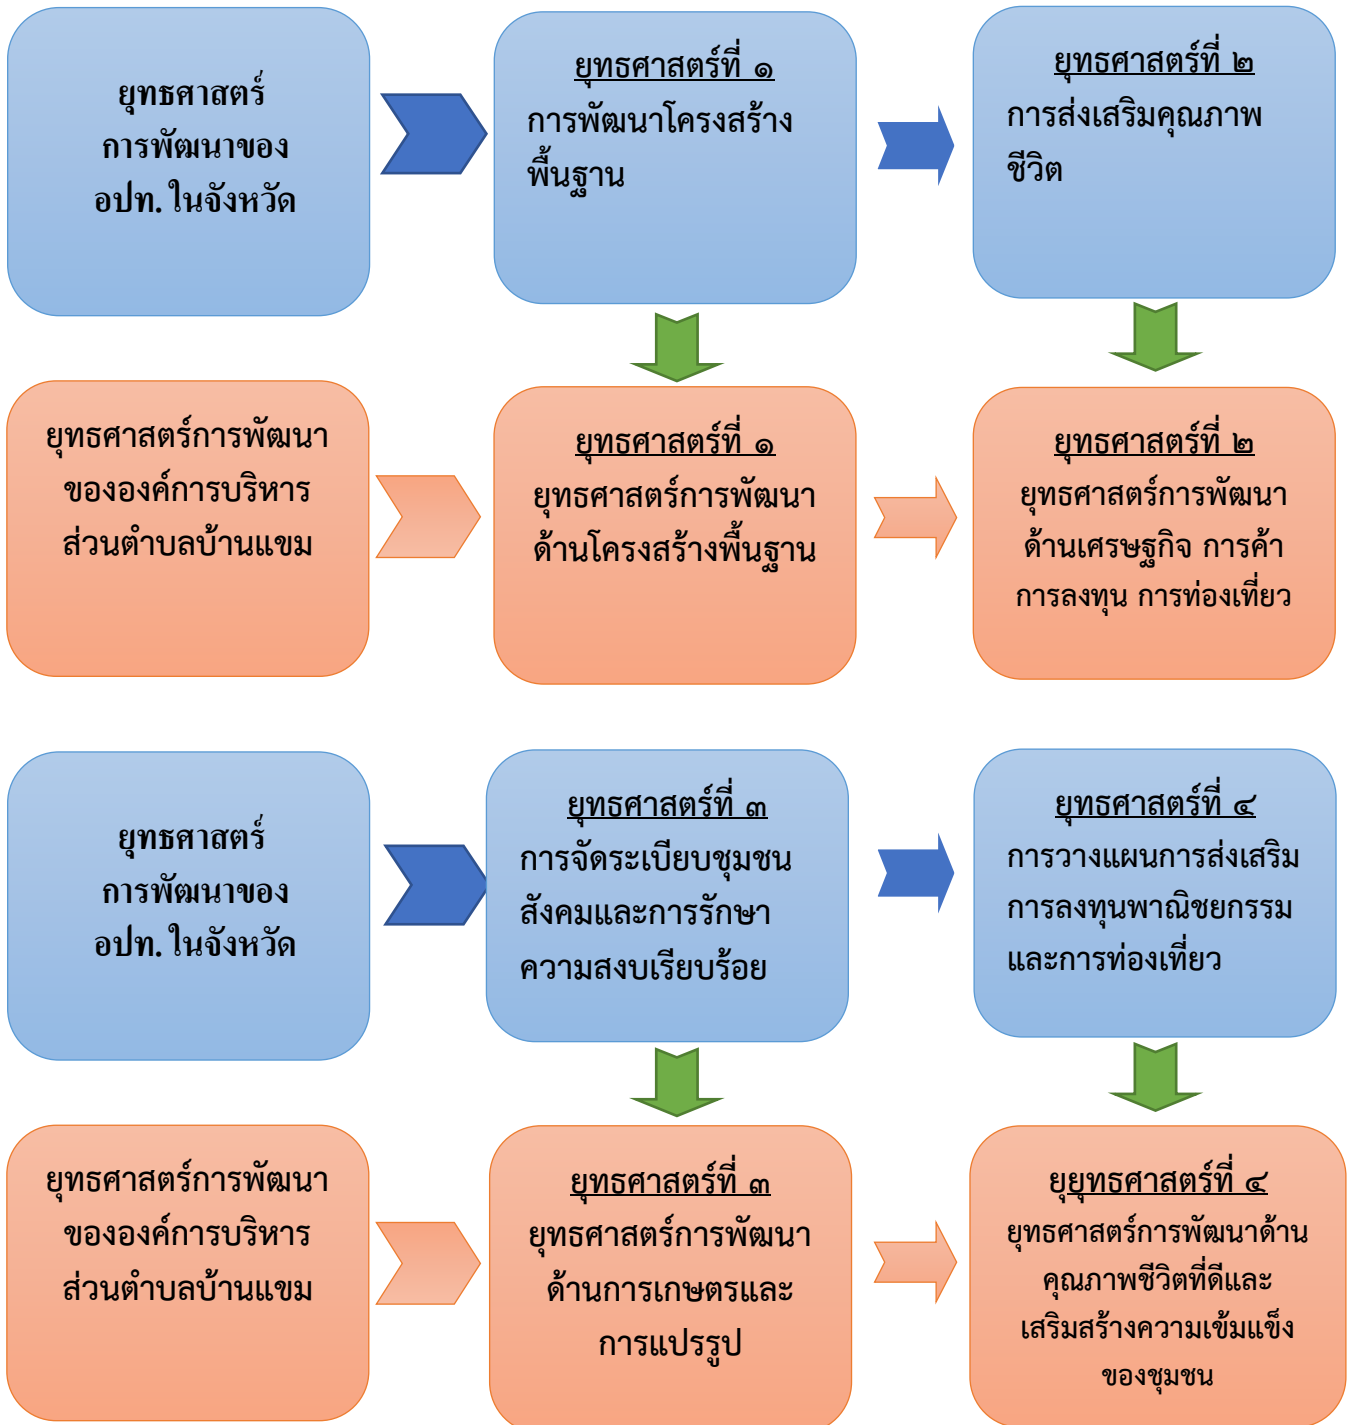 ยุทธศาสตร์
การพัฒนาของ
อปท. ในจังหวัด
ยุทธศาสตร์ที่ ๑
การพัฒนาโครงสร้าง
พื้นฐาน
ยุทธศาสตร์ที่ ๒
การส่งเสริมคุณภาพ
ชีวิต
ยุทธศาสตร์การพัฒนา
ขององค์การบริหาร
ส่วนตำบลบ้านแขม
ยุทธศาสตร์ที่ ๑
ยุทธศาสตร์การพัฒนา
ด้านโครงสร้างพื้นฐาน
ยุทธศาสตร์ที่ ๒
ยุทธศาสตร์การพัฒนา
ด้านเศรษฐกิจ การค้า
การลงทุน การท่องเที่ยว
ยุทธศาสตร์
การพัฒนาของ
อปท. ในจังหวัด
ยุทธศาสตร์ที่ ๓
การจัดระเบียบชุมชน
สังคมและการรักษา
ความสงบเรียบร้อย
ยุทธศาสตร์ที่ ๔
การวางแผนการส่งเสริม
การลงทุนพาณิชยกรรม
และการท่องเที่ยว
ยุทธศาสตร์การพัฒนา
ขององค์การบริหาร
ส่วนตำบลบ้านแขม
ยุทธศาสตร์ที่ ๓
ยุทธศาสตร์การพัฒนา
ด้านการเกษตรและ
การแปรรูป
ยุยุทธศาสตร์ที่ ๔
ยุทธศาสตร์การพัฒนาด้าน
คุณภาพชีวิตที่ดีและ
เสริมสร้างความเข้มแข็ง
ของชุมชน